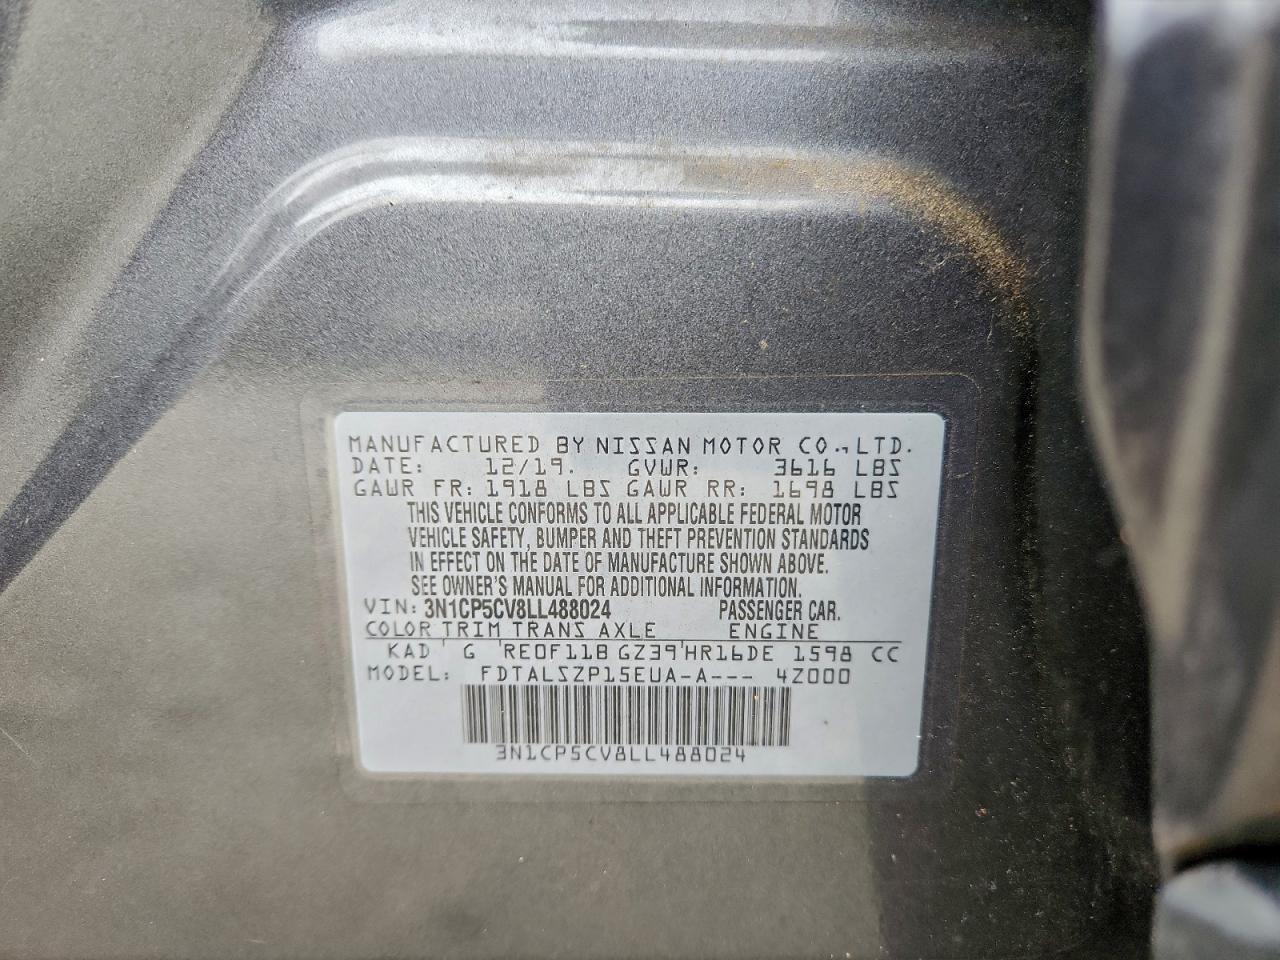 MANUFACTURED BY NISSAN MOTOR CO., LTD.
DATE: 12/19. GVWR: 3616 LBS
GAWR FR: 1918 LBS GAWR RR: 1698 LBS
THIS VEHICLE CONFORMS TO ALL APPLICABLE FEDERAL MOTOR
VEHICLE SAFETY, BUMPER AND THEFT PREVENTION STANDARDS
IN EFFECT ON THE DATE OF MANUFACTURE SHOWN ABOVE.
SEE OWNER'S MANUAL FOR ADDITIONAL INFORMATION.
VIN: 3N1CP5CV8LL488024 PASSENGER CAR.
COLOR TRIM TRANS AXLE ENGINE
KAD G RE0F11B GZ39 HR16DE 1598 CC
MODEL: FDTALSZP15EUA-A--- 4Z000
3N1CP5CV8LL488024